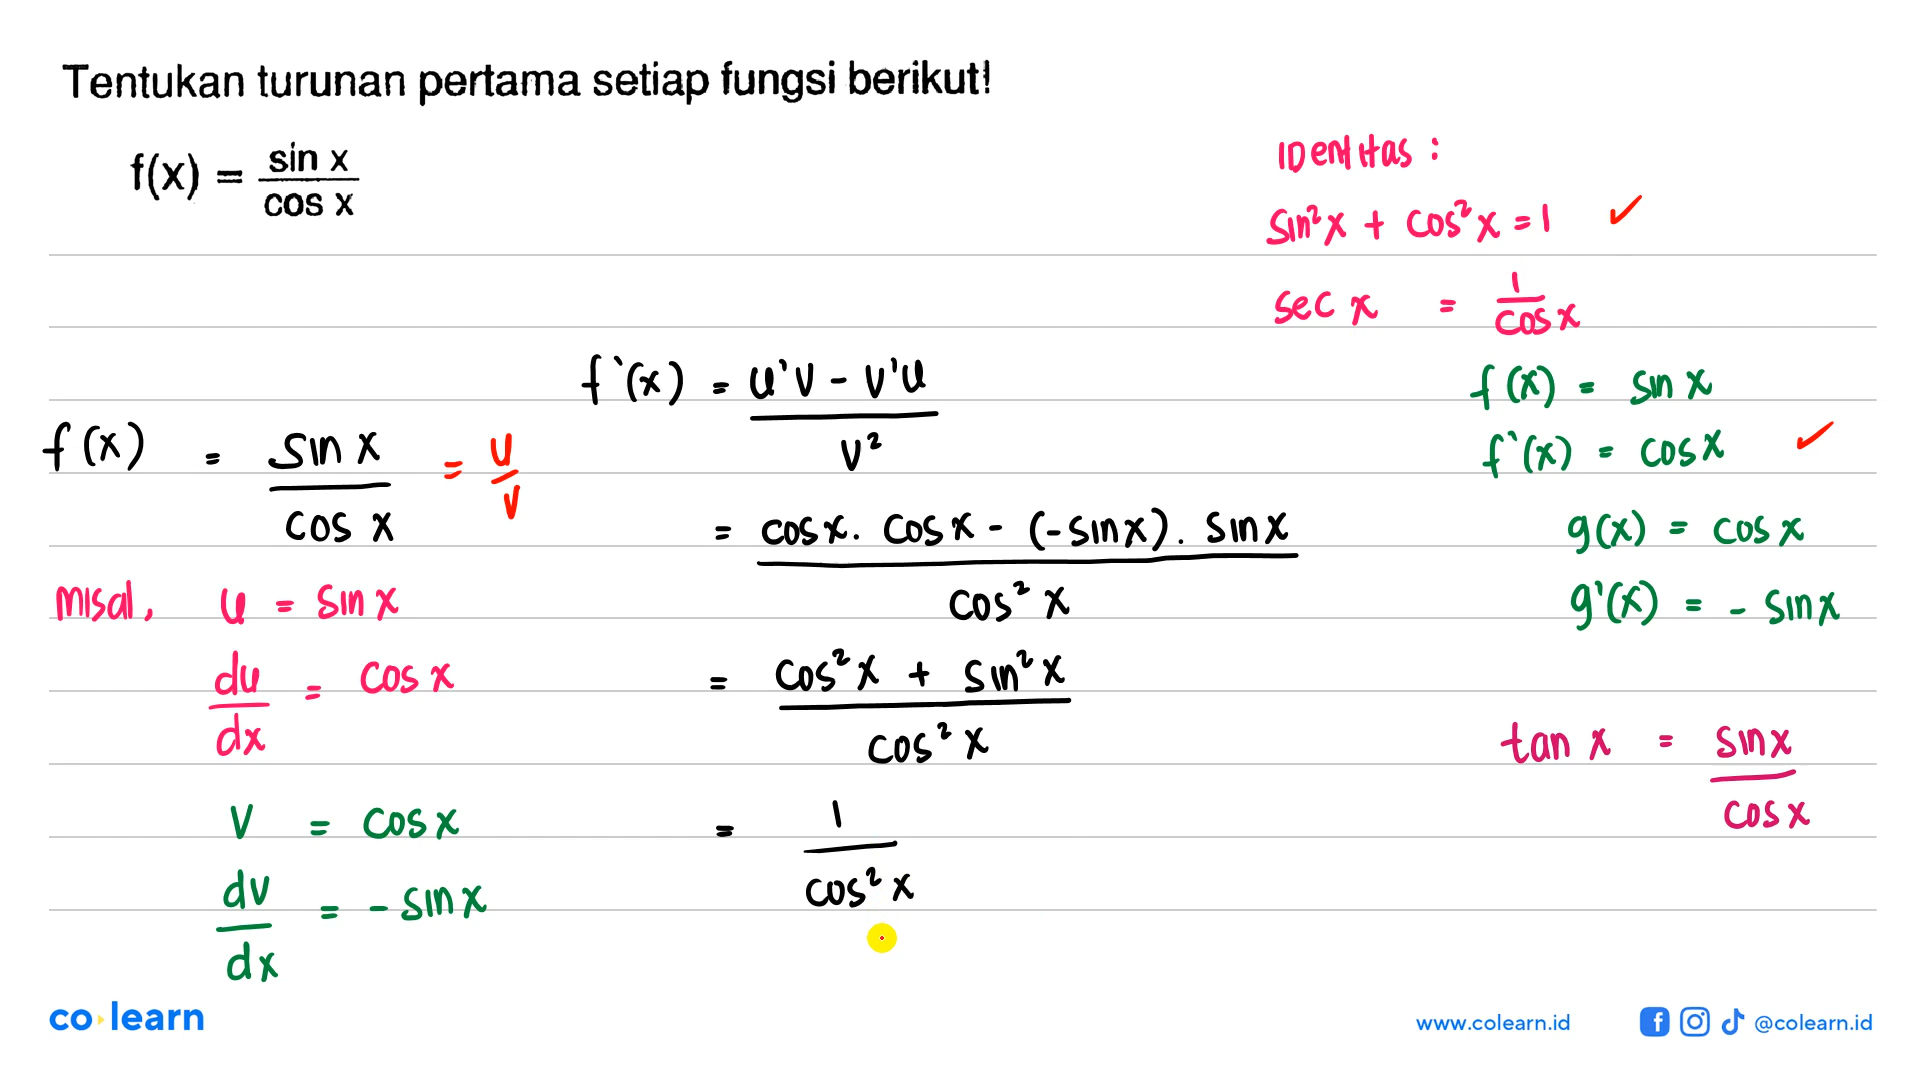 Tentukan turunan pertama setiap fungsi berikut!
f(x) = sin x / cos x
Identitas :
sin²x + cos²x = 1 ✓
sec x = 1 / cos x
f(x) = sin x
f'(x) = cos x ✓
g(x) = cos x
g'(x) = - sin x
tan x = sin x / cos x
f(x) = sin x / cos x = u / v
misal, u = sin x
du / dx = cos x
v = cos x
dv / dx = - sin x
f'(x) = u'v - v'u / v²
= cos x . cos x - (-sin x) . sin x / cos² x
= cos²x + sin²x / cos² x
= 1 / cos² x
co learn
www.colearn.id
@colearn.id